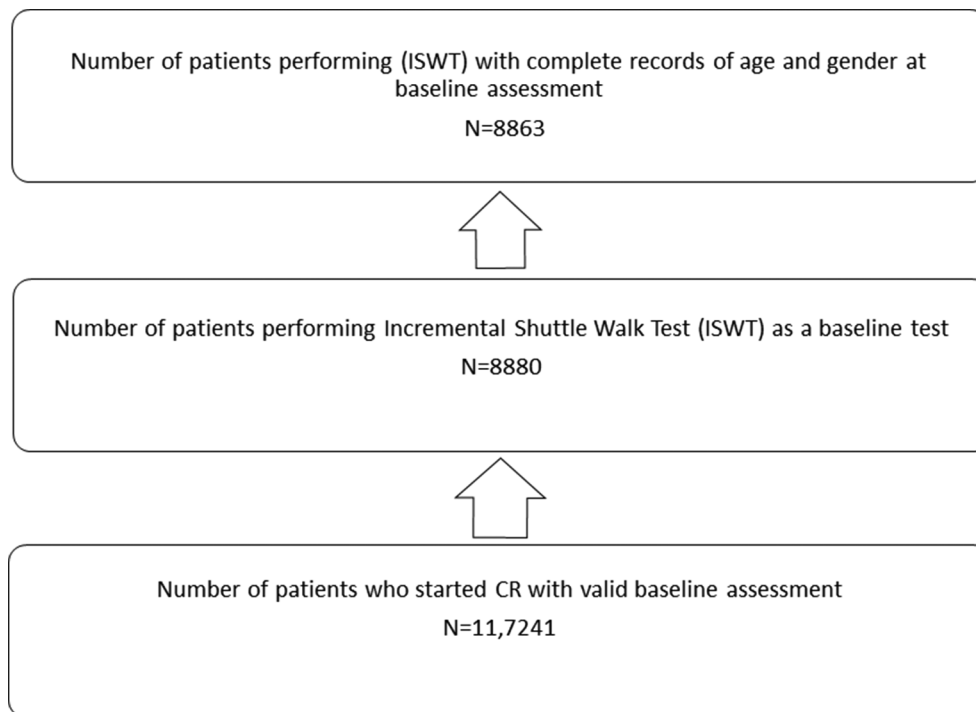 Number of patients performing (ISWT) with complete records of age and gender at
baseline assessment
N=8863
Number of patients performing Incremental Shuttle Walk Test (ISWT) as a baseline test
N=8880
Number of patients who started CR with valid baseline assessment
N=11,7241